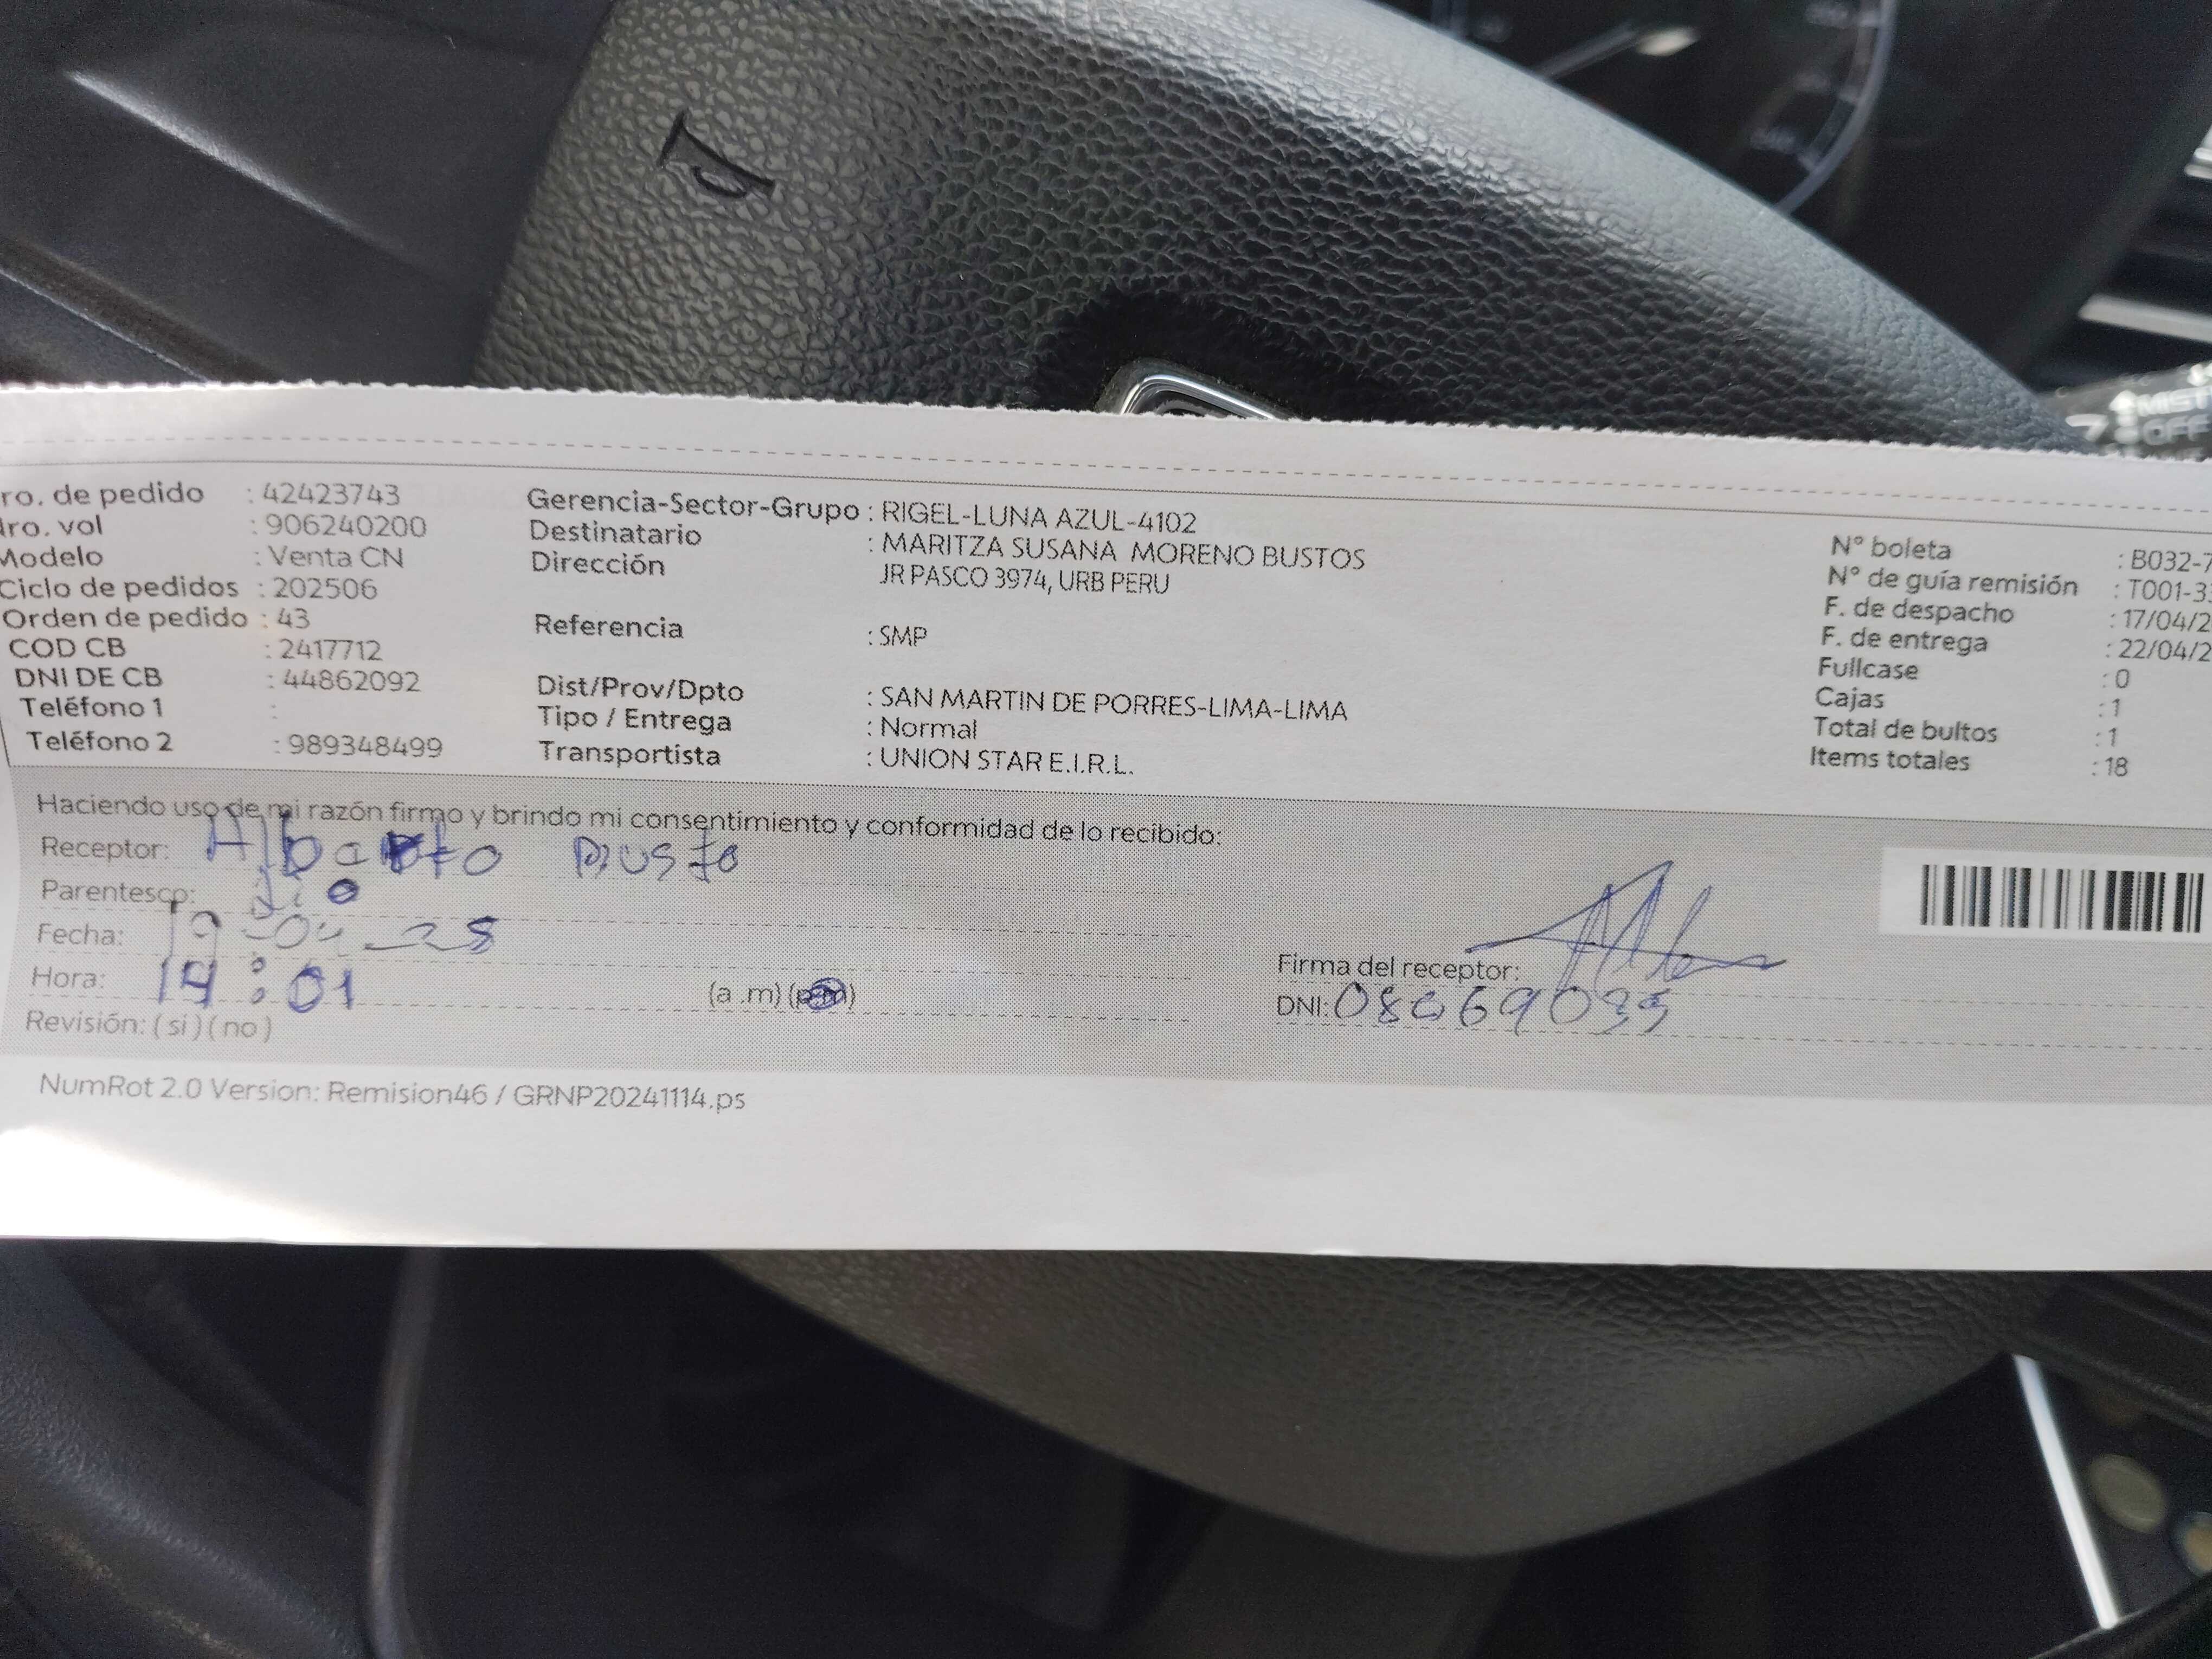 ro. de pedido : 42423743
ro. vol : 906240200
Modelo : Venta CN
Ciclo de pedidos : 202506
Orden de pedido : 43
COD CB : 2417712
DNI DE CB : 44862092
Teléfono 1 :
Teléfono 2 : 989348499
Gerencia-Sector-Grupo : RIGEL-LUNA AZUL-4102
Destinatario : MARITZA SUSANA MORENO BUSTOS
Dirección JR PASCO 3974, URB PERU
Referencia : SMP
Dist/Prov/Dpto : SAN MARTIN DE PORRES-LIMA-LIMA
Tipo / Entrega : Normal
Transportista : UNION STAR E.I.R.L.
N° boleta : B032-7
N° de guía remisión : T001-33
F. de despacho : 17/04/2
F. de entrega : 22/04/2
Fullcase : 0
Cajas : 1
Total de bultos : 1
Items totales : 18
Haciendo uso de mi razón firmo y brindo mi consentimiento y conformidad de lo recibido:
Receptor:
Parentesco:
Fecha:
Hora: 14:01 (a .m) (p.m)
Revisión: ( si ) ( no )
Firma del receptor:
DNI:
NumRot 2.0 Version: Remision46 / GRNP20241114.ps
MIST
OFF